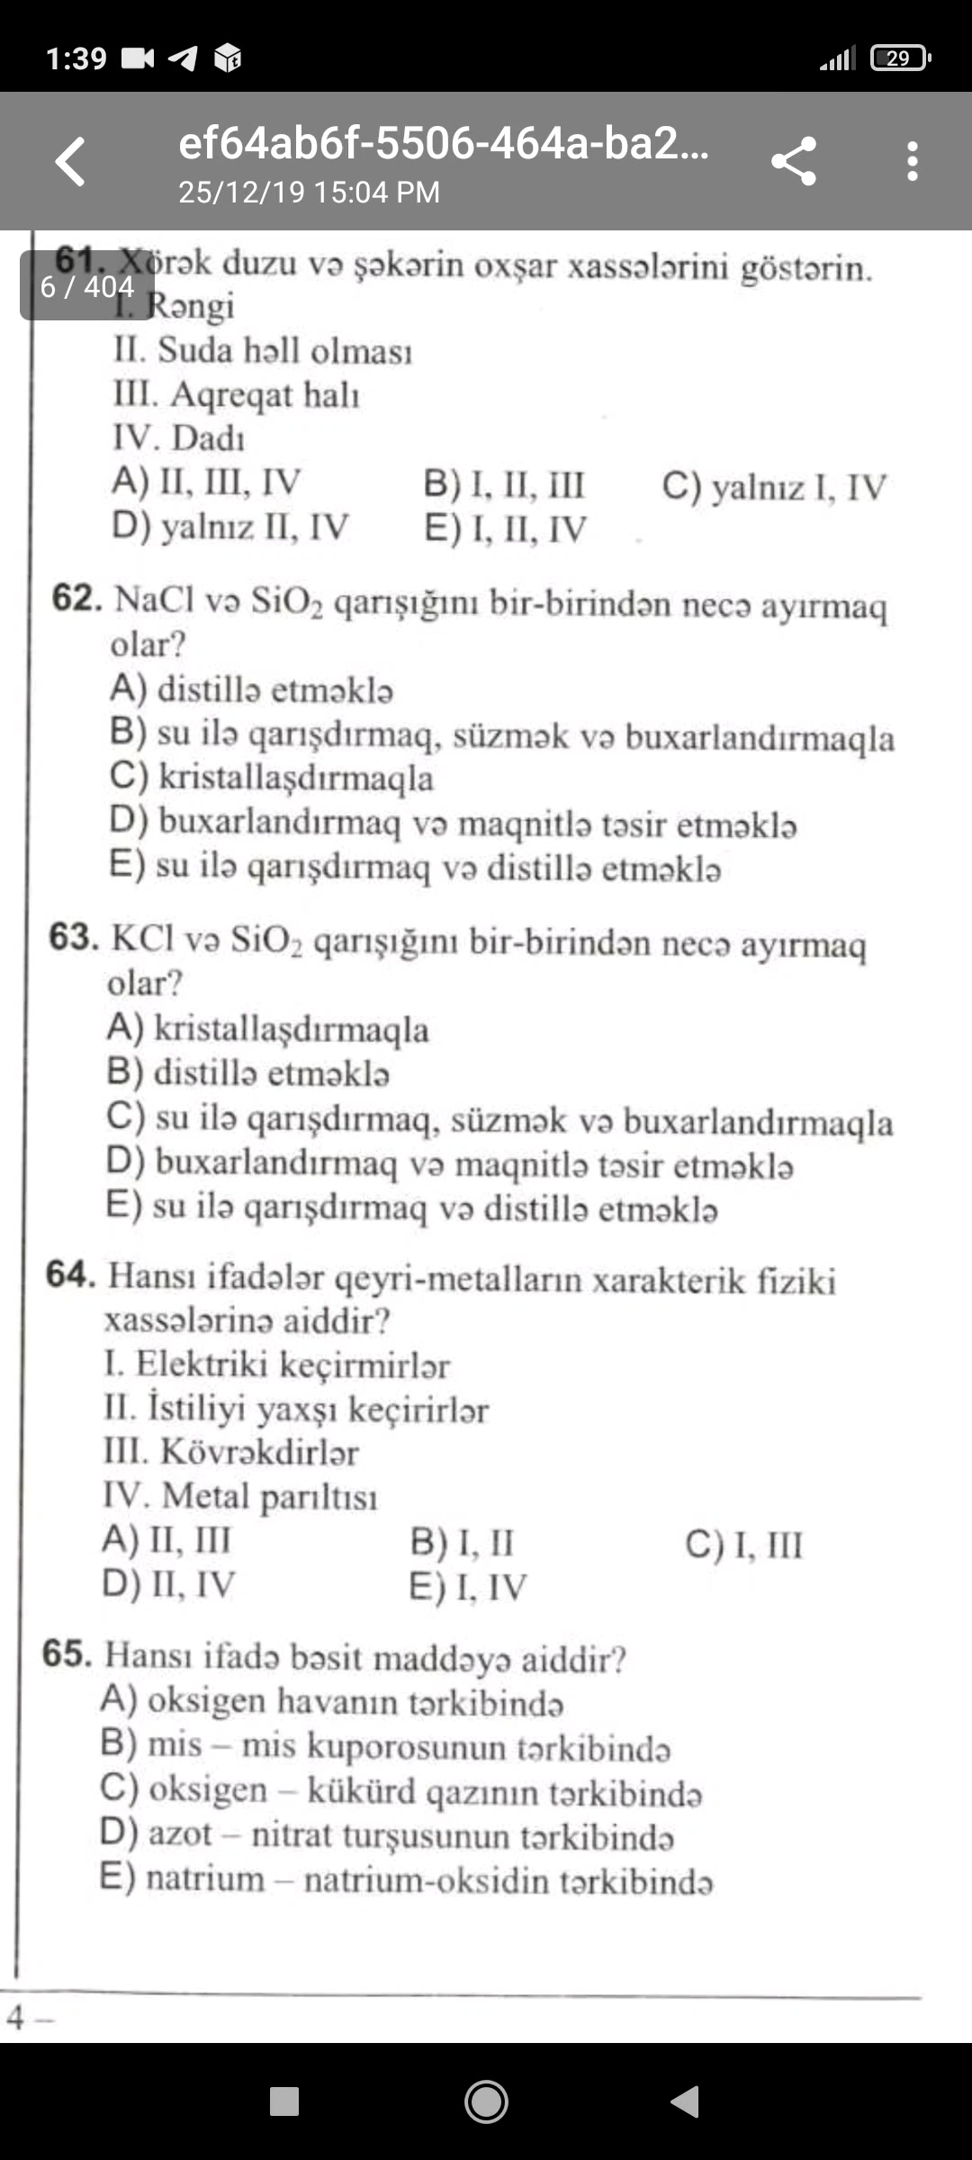 1:39
29
ef64ab6f-5506-464a-ba2...
25/12/19 15:04 PM
6 / 404
61. Xörək duzu və şəkərin oxşar xassələrini göstərin.
I. Rəngi
II. Suda həll olması
III. Aqreqat halı
IV. Dadı
A) II, III, IV B) I, II, III C) yalnız I, IV
D) yalnız II, IV E) I, II, IV
62. NaCl və SiO₂ qarışığını bir-birindən necə ayırmaq
olar?
A) distillə etməklə
B) su ilə qarışdırmaq, süzmək və buxarlandırmaqla
C) kristallaşdırmaqla
D) buxarlandırmaq və maqnitlə təsir etməklə
E) su ilə qarışdırmaq və distillə etməklə
63. KCl və SiO₂ qarışığını bir-birindən necə ayırmaq
olar?
A) kristallaşdırmaqla
B) distillə etməklə
C) su ilə qarışdırmaq, süzmək və buxarlandırmaqla
D) buxarlandırmaq və maqnitlə təsir etməklə
E) su ilə qarışdırmaq və distillə etməklə
64. Hansı ifadələr qeyri-metalların xarakterik fiziki
xassələrinə aiddir?
I. Elektriki keçirmirlər
II. İstiliyi yaxşı keçirirlər
III. Kövrəkdirlər
IV. Metal parıltısı
A) II, III B) I, II C) I, III
D) II, IV E) I, IV
65. Hansı ifadə bəsit maddəyə aiddir?
A) oksigen havanın tərkibində
B) mis – mis kuporosunun tərkibində
C) oksigen – kükürd qazının tərkibində
D) azot – nitrat turşusunun tərkibində
E) natrium – natrium-oksidin tərkibində
4 –